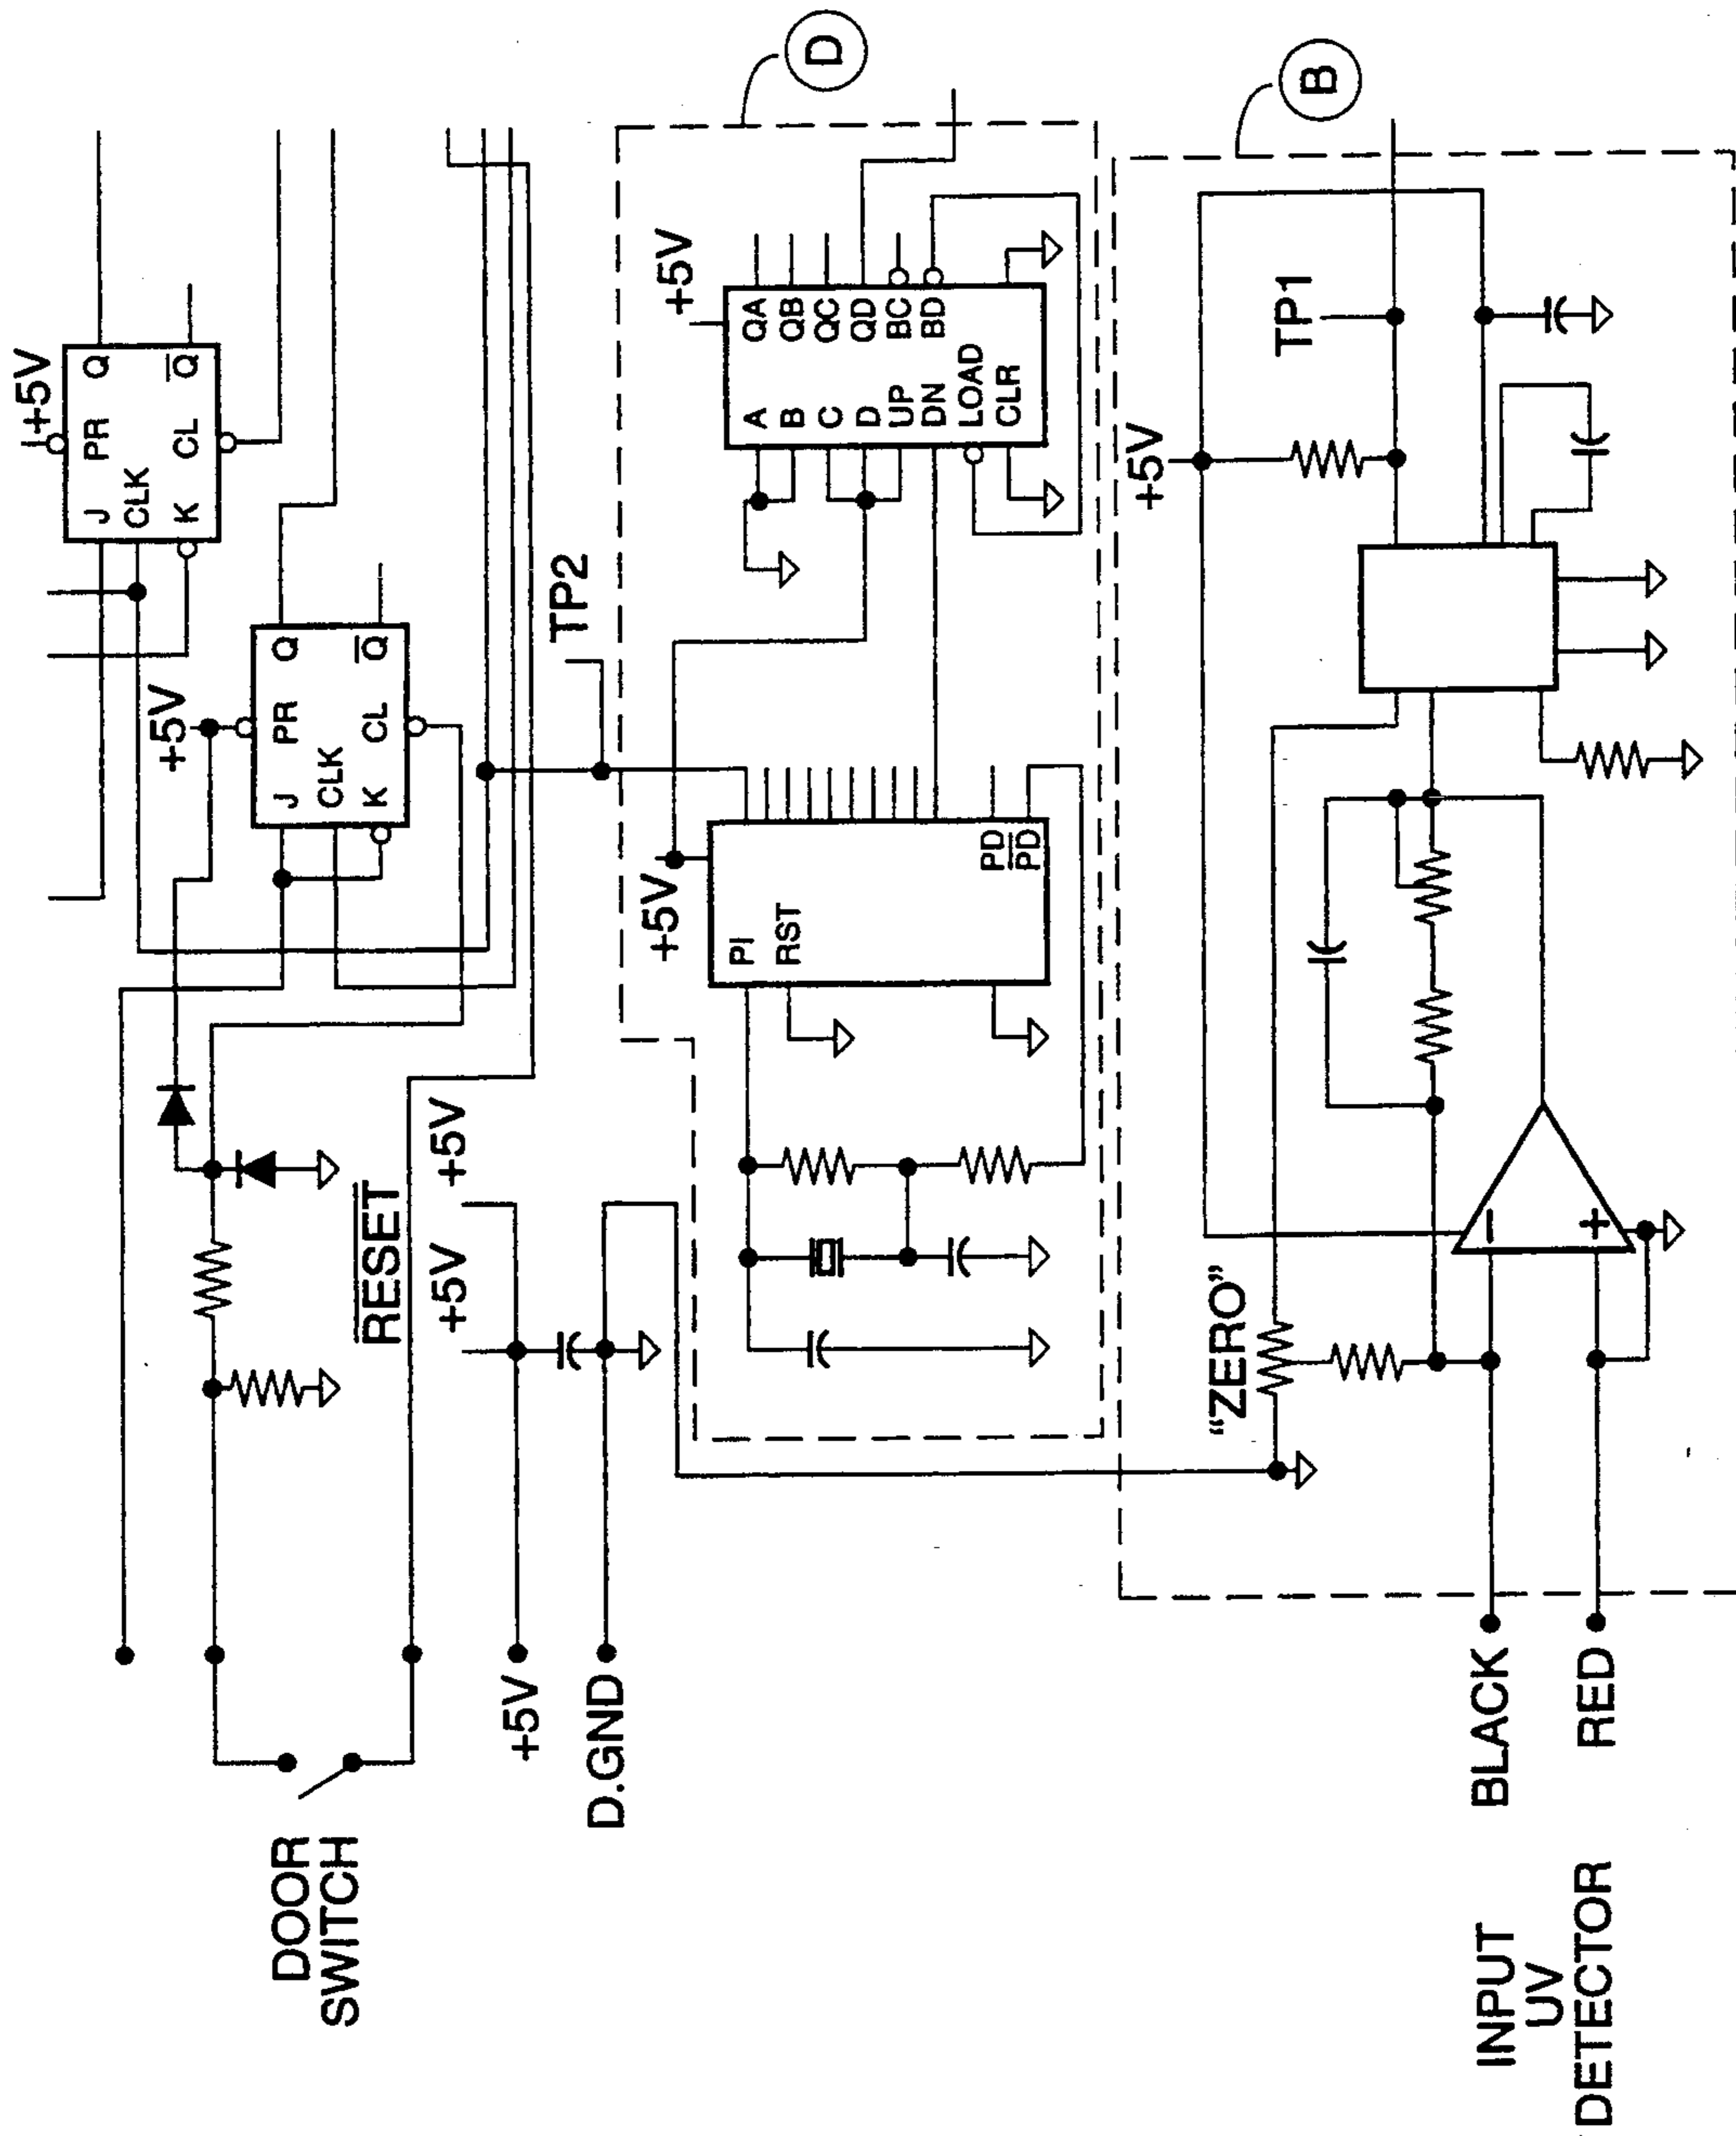 DOOR
SWITCH
RESET
+5V
+5V
+5V
D.GND
+5V
J
CLK
K
PR
CL
Q
Q
+5V
J
CLK
K
PR
CL
Q
Q
TP2
D
+5V
PI
RST
PD
PD
+5V
A
B
C
D
UP
DN
LOAD
CLR
QA
QB
QC
QD
BC
BD
B
"ZERO"
+5V
TP1
−
+
INPUT
UV
DETECTOR
BLACK
RED